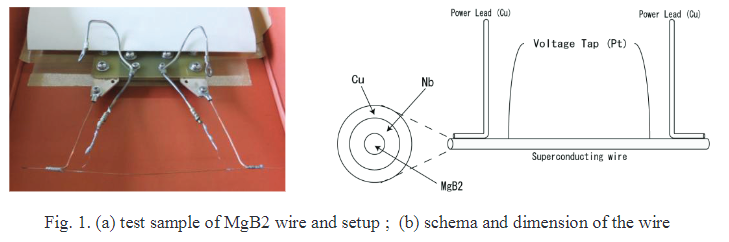 Power Lead (Cu)
Power Lead (Cu)
Voltage Tap (Pt)
Cu
Nb
Superconducting wire
MgB2
Fig. 1. (a) test sample of MgB2 wire and setup ; (b) schema and dimension of the wire